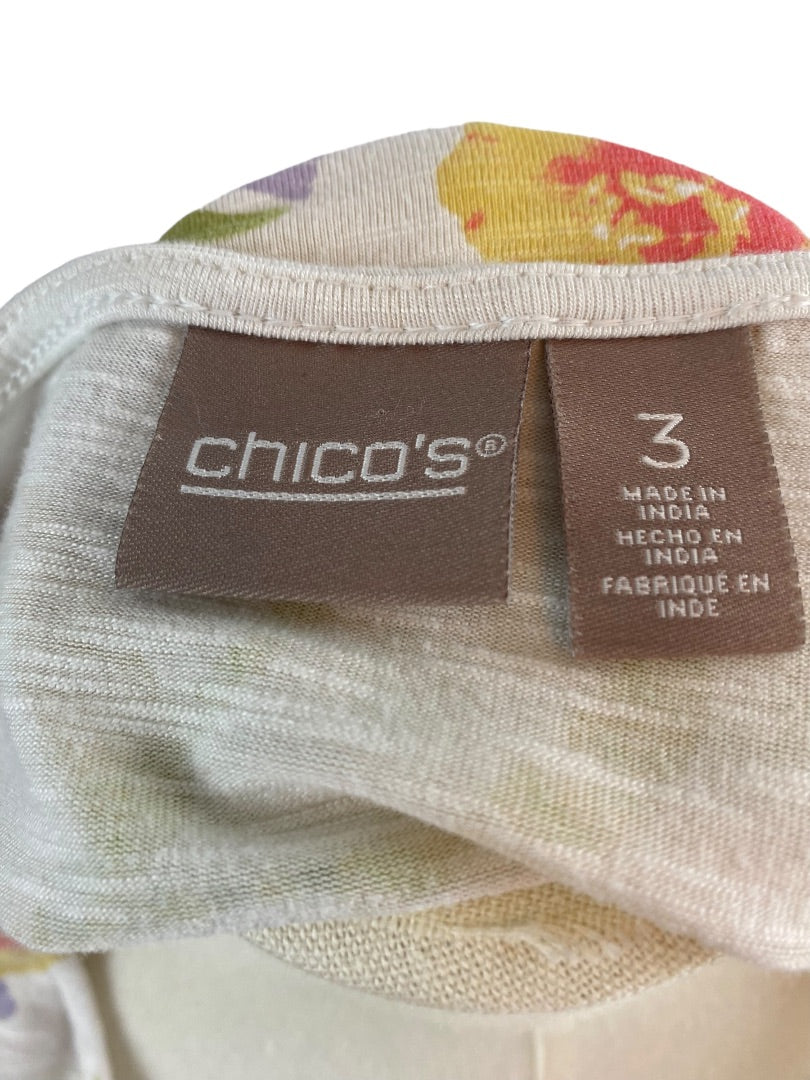 chico's®
3
MADE IN
INDIA
HECHO EN
INDIA
FABRIQUÉ EN
INDE